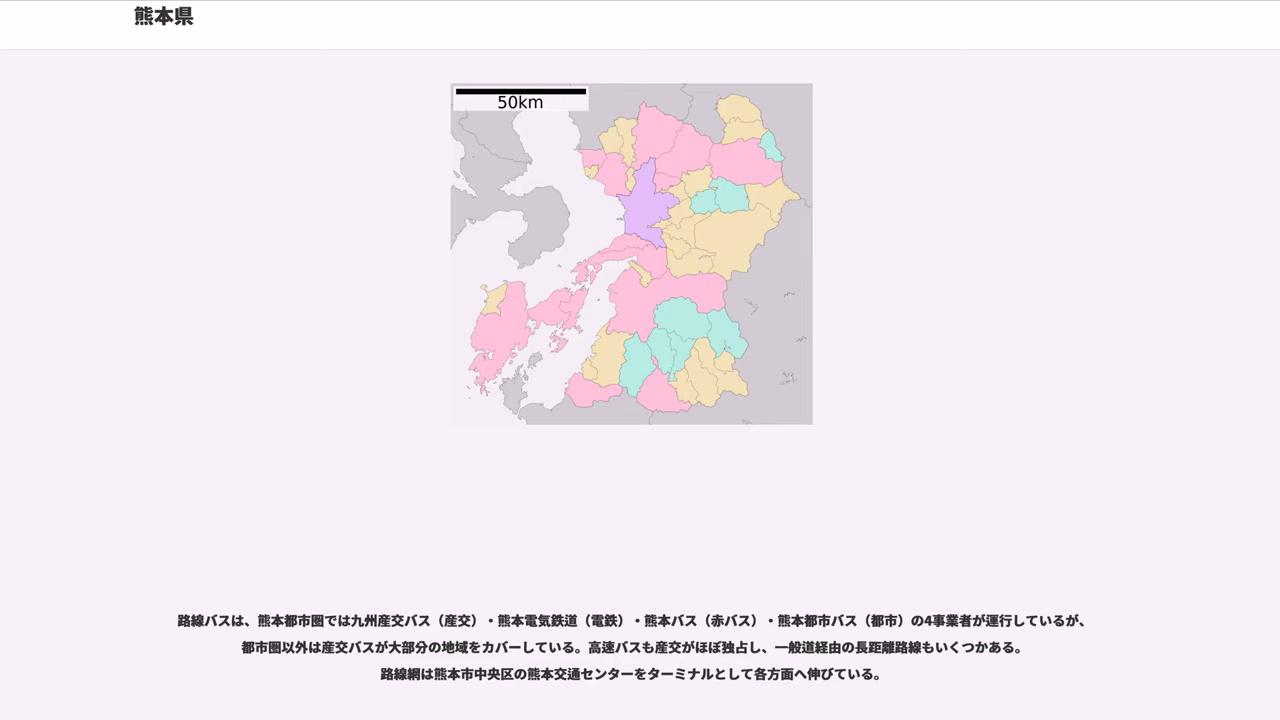 熊本県
50km
路線バスは、熊本都市圏では九州産交バス（産交）・熊本電気鉄道（電鉄）・熊本バス（赤バス）・熊本都市バス（都市）の4事業者が運行しているが、
都市圏以外は産交バスが大部分の地域をカバーしている。高速バスも産交がほぼ独占し、一般道経由の長距離路線もいくつかある。
路線網は熊本市中央区の熊本交通センターをターミナルとして各方面へ伸びている。